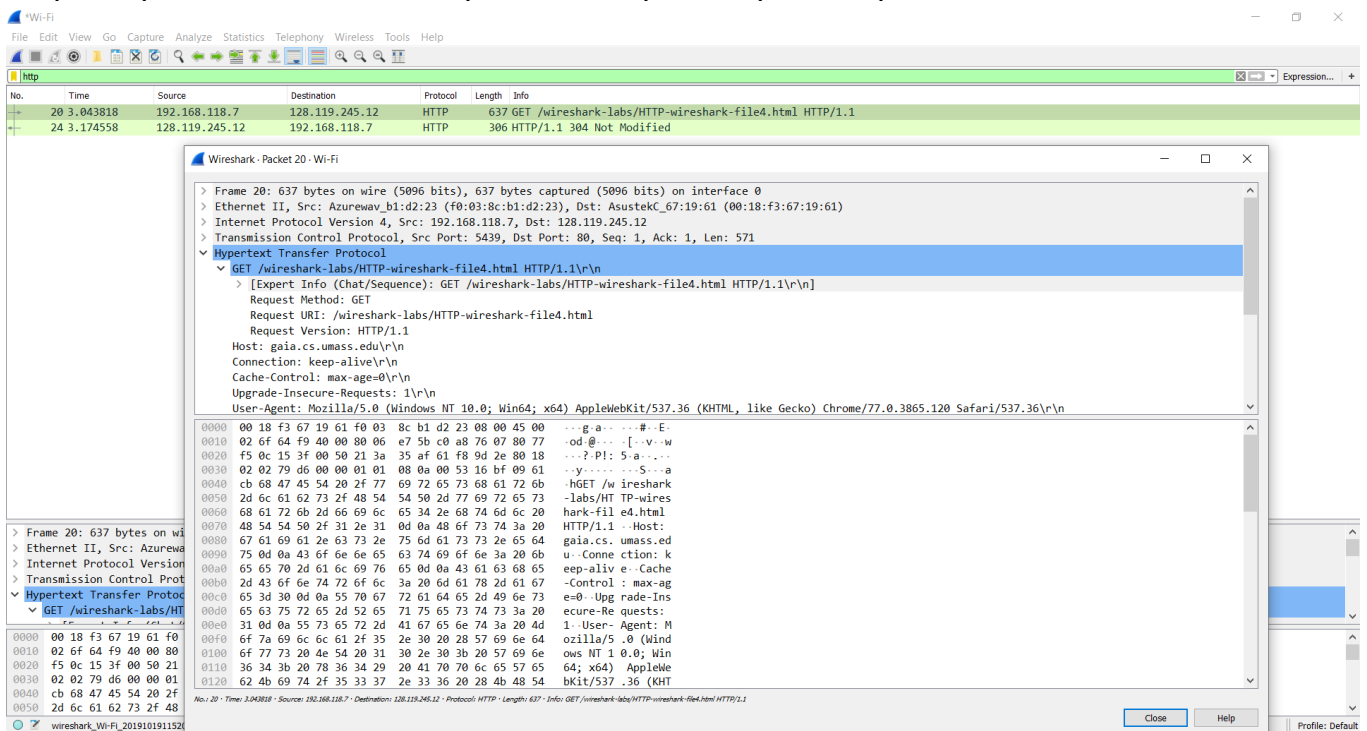 *Wi-Fi
File Edit View Go Capture Analyze Statistics Telephony Wireless Tools Help
http
Expression... +
No. Time Source Destination Protocol Length Info
20 3.043818 192.168.118.7 128.119.245.12 HTTP 637 GET /wireshark-labs/HTTP-wireshark-file4.html HTTP/1.1
24 3.174558 128.119.245.12 192.168.118.7 HTTP 306 HTTP/1.1 304 Not Modified
Wireshark · Packet 20 · Wi-Fi
> Frame 20: 637 bytes on wire (5096 bits), 637 bytes captured (5096 bits) on interface 0
> Ethernet II, Src: Azurewav_b1:d2:23 (f0:03:8c:b1:d2:23), Dst: AsustekC_67:19:61 (00:18:f3:67:19:61)
> Internet Protocol Version 4, Src: 192.168.118.7, Dst: 128.119.245.12
> Transmission Control Protocol, Src Port: 5439, Dst Port: 80, Seq: 1, Ack: 1, Len: 571
Hypertext Transfer Protocol
GET /wireshark-labs/HTTP-wireshark-file4.html HTTP/1.1\r\n
> [Expert Info (Chat/Sequence): GET /wireshark-labs/HTTP-wireshark-file4.html HTTP/1.1\r\n]
Request Method: GET
Request URI: /wireshark-labs/HTTP-wireshark-file4.html
Request Version: HTTP/1.1
Host: gaia.cs.umass.edu\r\n
Connection: keep-alive\r\n
Cache-Control: max-age=0\r\n
Upgrade-Insecure-Requests: 1\r\n
User-Agent: Mozilla/5.0 (Windows NT 10.0; Win64; x64) AppleWebKit/537.36 (KHTML, like Gecko) Chrome/77.0.3865.120 Safari/537.36\r\n
0000 00 18 f3 67 19 61 f0 03 8c b1 d2 23 08 00 45 00 ···g·a·· ···#··E·
0010 02 6f 64 f9 40 00 80 06 e7 5b c0 a8 76 07 80 77 ·od·@··· ·[··v··w
0020 f5 0c 15 3f 00 50 21 3a 35 af 61 f8 9d 2e 80 18 ···?·P!: 5·a··.··
0030 02 02 79 d6 00 00 01 01 08 0a 00 53 16 bf 09 61 ··y····· ···S···a
0040 cb 68 47 45 54 20 2f 77 69 72 65 73 68 61 72 6b ·hGET /w ireshark
0050 2d 6c 61 62 73 2f 48 54 54 50 2d 77 69 72 65 73 -labs/HT TP-wires
0060 68 61 72 6b 2d 66 69 6c 65 34 2e 68 74 6d 6c 20 hark-fil e4.html
0070 48 54 54 50 2f 31 2e 31 0d 0a 48 6f 73 74 3a 20 HTTP/1.1 ··Host:
0080 67 61 69 61 2e 63 73 2e 75 6d 61 73 73 2e 65 64 gaia.cs. umass.ed
0090 75 0d 0a 43 6f 6e 6e 65 63 74 69 6f 6e 3a 20 6b u··Conne ction: k
00a0 65 65 70 2d 61 6c 69 76 65 0d 0a 43 61 63 68 65 eep-aliv e··Cache
00b0 2d 43 6f 6e 74 72 6f 6c 3a 20 6d 61 78 2d 61 67 -Control : max-ag
00c0 65 3d 30 0d 0a 55 70 67 72 61 64 65 2d 49 6e 73 e=0··Upg rade-Ins
00d0 65 63 75 72 65 2d 52 65 71 75 65 73 74 73 3a 20 ecure-Re quests:
00e0 31 0d 0a 55 73 65 72 2d 41 67 65 6e 74 3a 20 4d 1··User- Agent: M
00f0 6f 7a 69 6c 6c 61 2f 35 2e 30 20 28 57 69 6e 64 ozilla/5 .0 (Wind
0100 6f 77 73 20 4e 54 20 31 30 2e 30 3b 20 57 69 6e ows NT 1 0.0; Win
0110 36 34 3b 20 78 36 34 29 20 41 70 70 6c 65 57 65 64; x64) AppleWe
0120 62 4b 69 74 2f 35 33 37 2e 33 36 20 28 4b 48 54 bKit/537 .36 (KHT
No.: 20 · Time: 3.043818 · Source: 192.168.118.7 · Destination: 128.119.245.12 · Protocol: HTTP · Length: 637 · Info: GET /wireshark-labs/HTTP-wireshark-file4.html HTTP/1.1
Close Help
> Frame 20: 637 bytes on wi
> Ethernet II, Src: Azurewa
> Internet Protocol Version
> Transmission Control Prot
Hypertext Transfer Protoc
GET /wireshark-labs/HT
0000 00 18 f3 67 19 61 f0
0010 02 6f 64 f9 40 00 80
0020 f5 0c 15 3f 00 50 21
0030 02 02 79 d6 00 00 01
0040 cb 68 47 45 54 20 2f
0050 2d 6c 61 62 73 2f 48
wireshark_Wi-Fi_2019101911520
Profile: Default